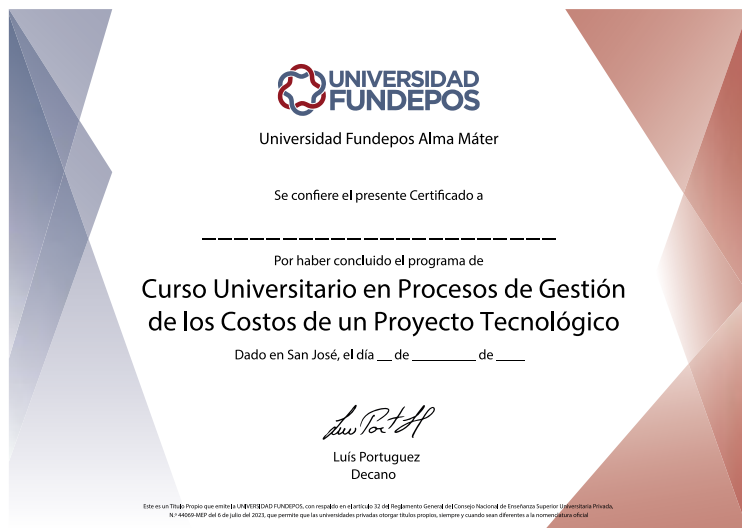 UNIVERSIDAD
FUNDEPOS
Universidad Fundepos Alma Máter
Se confiere el presente Certificado a
_______________________
Por haber concluido el programa de
Curso Universitario en Procesos de Gestión
de los Costos de un Proyecto Tecnológico
Dado en San José, el día __ de ________ de ____
Luís Portuguez
Decano
Este es un Título Propio que emite la UNIVERSIDAD FUNDEPOS, con respaldo en el artículo 32 del Reglamento General del Consejo Nacional de Enseñanza Superior Universitaria Privada,
N.º 44069-MEP del 6 de julio del 2023, que permite que las universidades privadas otorgar títulos propios, siempre y cuando sean diferentes a la nomenclatura oficial